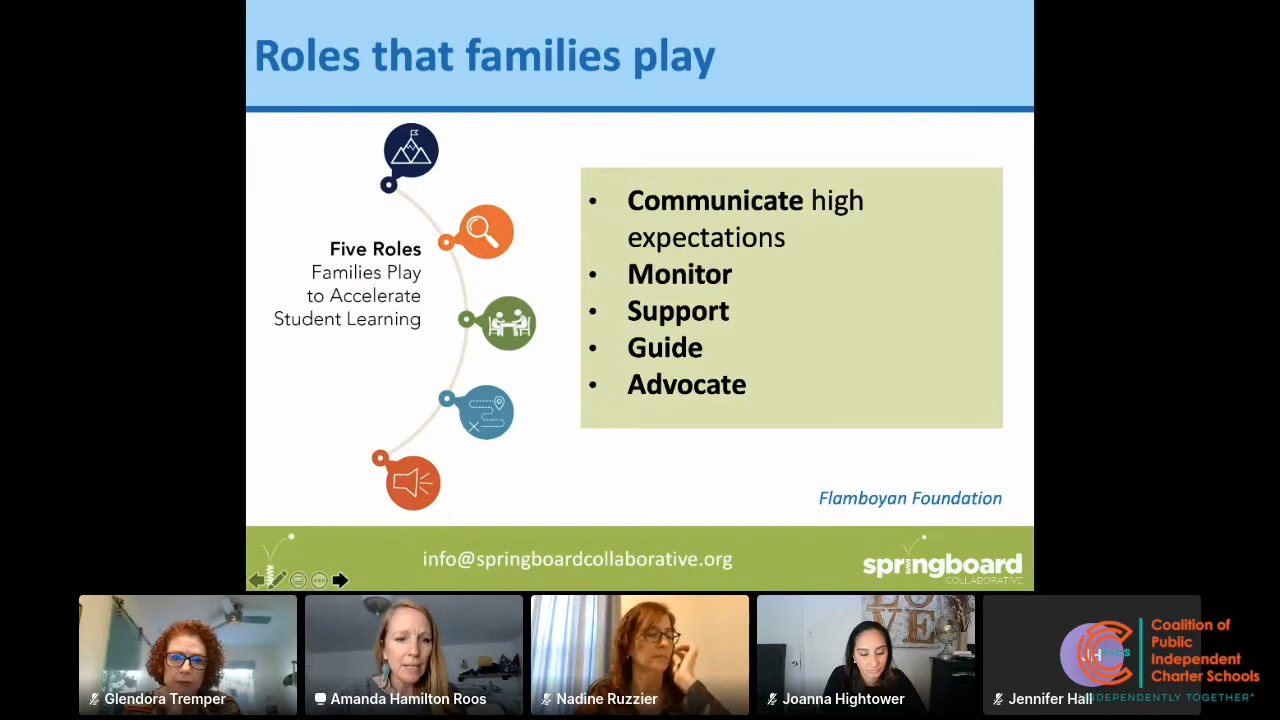 Roles that families play
Five Roles
Families Play
to Accelerate
Student Learning
• Communicate high
expectations
• Monitor
• Support
• Guide
• Advocate
Flamboyan Foundation
info@springboardcollaborative.org
springboard
COLLABORATIVE
LOVE
Glendora Tremper
Amanda Hamilton Roos
Nadine Ruzzier
Joanna Hightower
Jennifer Hall
Coalition of
Public
Independent
Charter Schools
INDEPENDENTLY TOGETHER"